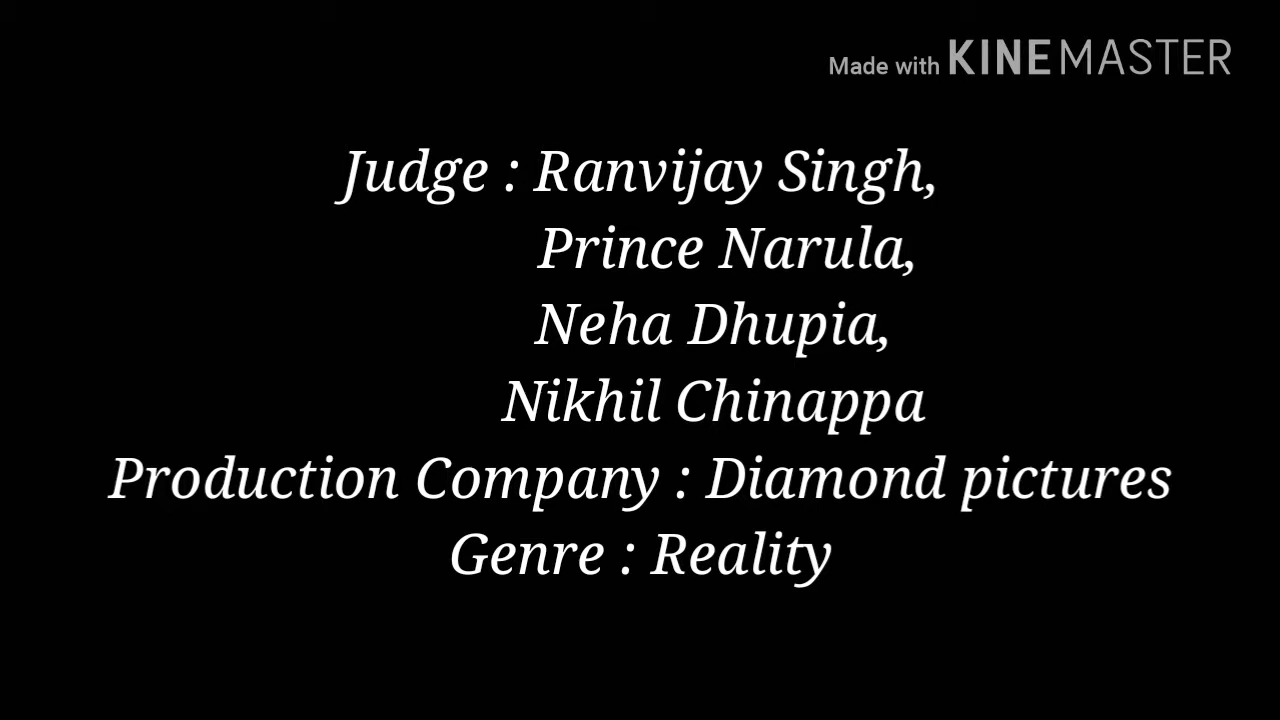 Made with KINEMASTER
Judge : Ranvijay Singh,
Prince Narula,
Neha Dhupia,
Nikhil Chinappa
Production Company : Diamond pictures
Genre : Reality